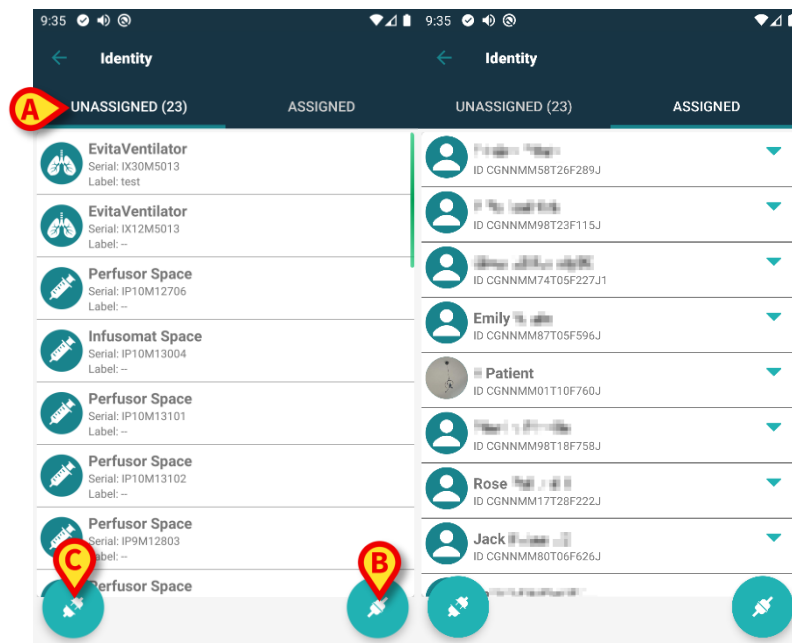 9:35
Identity
UNASSIGNED (23) ASSIGNED
A
EvitaVentilator
Serial: IX30M5013
Label: test
EvitaVentilator
Serial: IX12M5013
Label: --
Perfusor Space
Serial: IP10M12706
Label: --
Infusomat Space
Serial: IP10M13004
Label: --
Perfusor Space
Serial: IP10M13101
Label: --
Perfusor Space
Serial: IP10M13102
Label: --
Perfusor Space
Serial: IP9M12803
Label: --
Perfusor Space
C
B
9:35
Identity
UNASSIGNED (23) ASSIGNED
ID CGNNMM58T26F289J
ID CGNNMM98T23F115J
ID CGNNMM74T05F227J1
Emily
ID CGNNMM87T05F596J
Patient
ID CGNNMM01T10F760J
ID CGNNMM98T18F758J
Rose
ID CGNNMM17T28F222J
Jack
ID CGNNMM80T06F626J